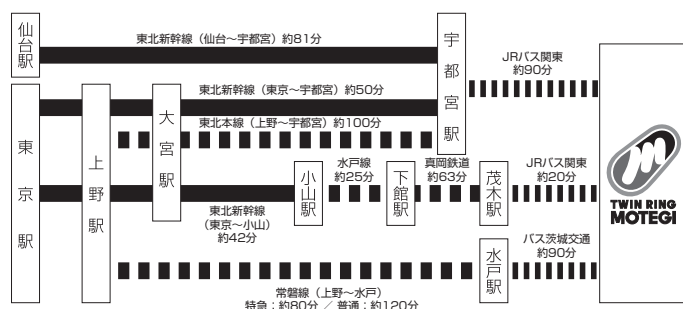 仙台駅
東北新幹線（仙台〜宇都宮）約81分
宇都宮駅
JRバス関東
約90分
東北新幹線（東京〜宇都宮）約50分
東北本線（上野〜宇都宮）約100分
東京駅
上野駅
大宮駅
小山駅
水戸線
約25分
下館駅
真岡鉄道
約63分
茂木駅
JRバス関東
約20分
東北新幹線
（東京〜小山）
約42分
水戸駅
バス茨城交通
約90分
常磐線（上野〜水戸）
特急：約80分 ／ 普通：約120分
TWIN RING
MOTEGI